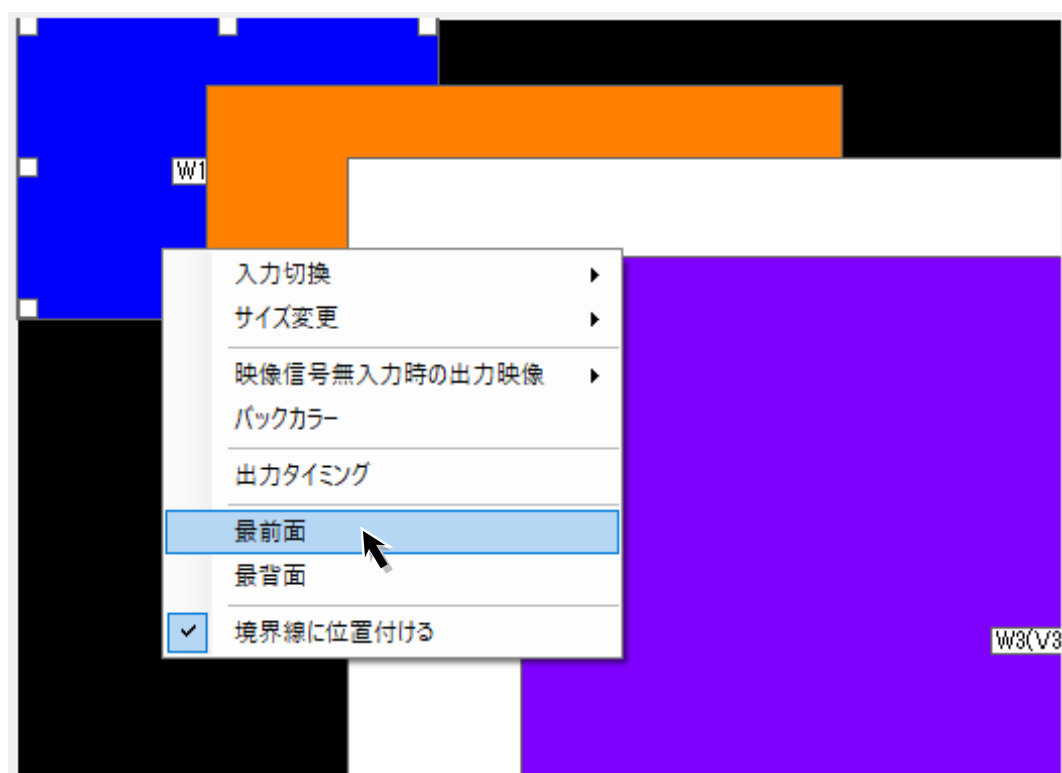 W1
入力切換
サイズ変更
映像信号無入力時の出力映像
バックカラー
出力タイミング
最前面
最背面
境界線に位置付ける
W3(V3